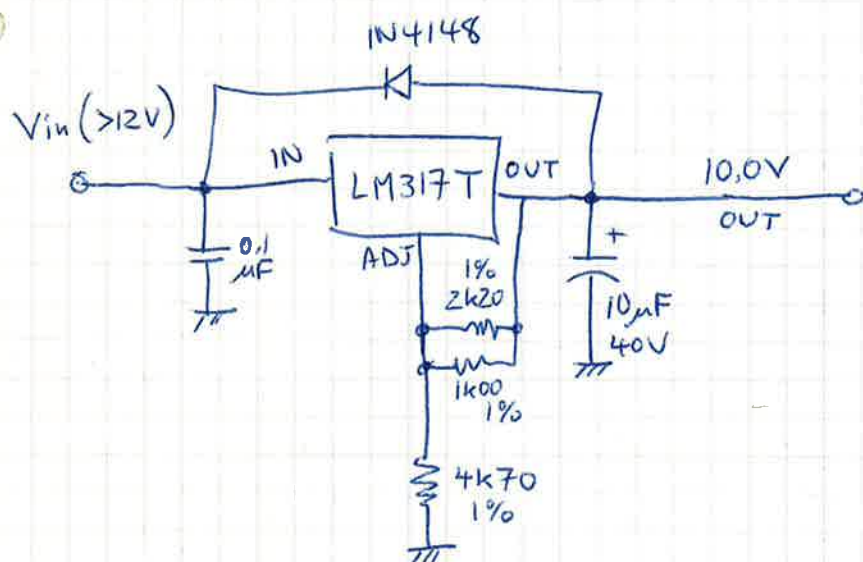 1N4148
Vin (>12V)
IN
LM317T
OUT
10,0V
OUT
ADJ
0,1
µF
1%
2k20
+
10µF
40V
1k00
1%
4k70
1%